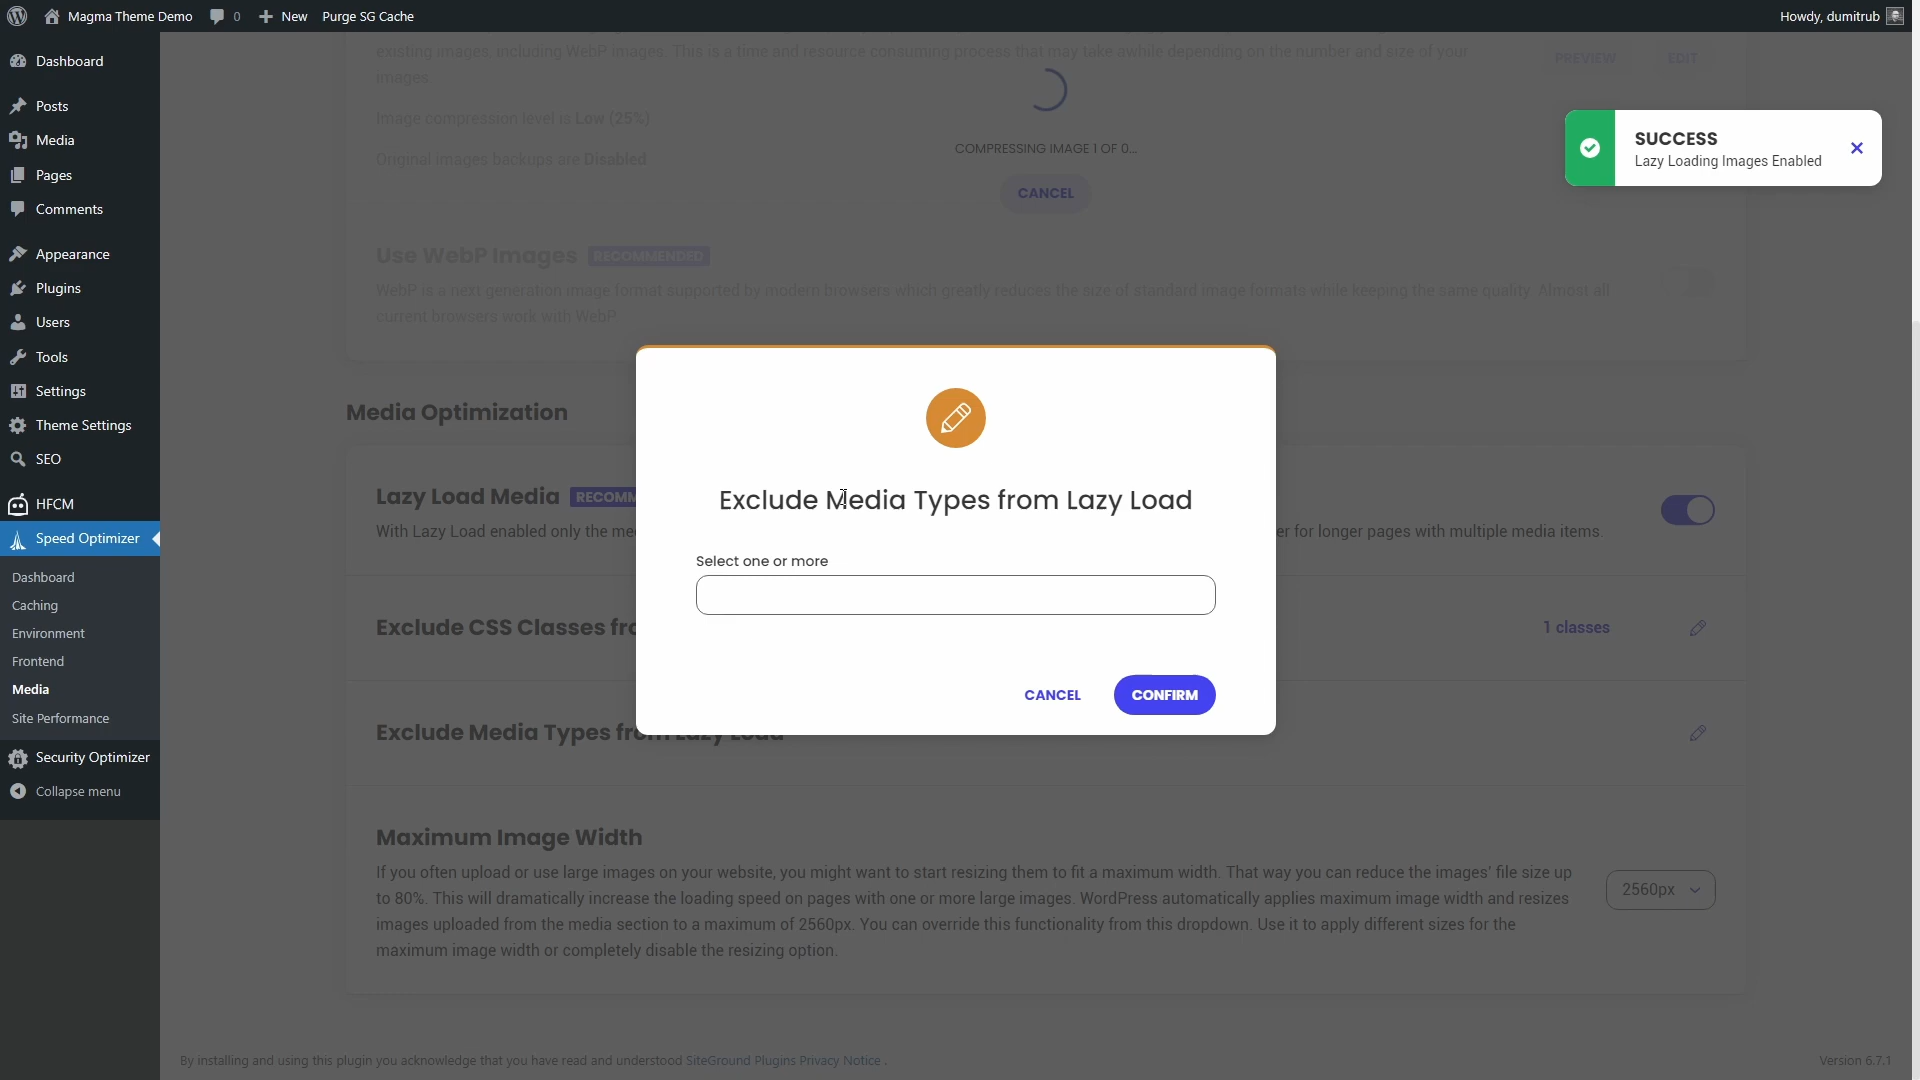 Magma Theme Demo
0
New
Purge SG Cache
Howdy, dumitrub
Dashboard
Posts
Media
Pages
Comments
Appearance
Plugins
Users
Tools
Settings
Theme Settings
SEO
HFCM
Speed Optimizer
Dashboard
Caching
Environment
Frontend
Media
Site Performance
Security Optimizer
Collapse menu
existing images, including WebP images. This is a time and resource consuming process that may take awhile depending on the number and size of your
images.
PREVIEW
EDIT
Image compression level is Low (25%)
Original images backups are Disabled
COMPRESSING IMAGE 1 OF 0...
CANCEL
SUCCESS
Lazy Loading Images Enabled
Use WebP Images
RECOMMENDED
WebP is a next generation image format supported by modern browsers which greatly reduces the size of standard image formats while keeping the same quality. Almost all
current browsers work with WebP.
Media Optimization
Lazy Load Media
RECOMM
With Lazy Load enabled only the me
er for longer pages with multiple media items.
Exclude CSS Classes fro
1 classes
Exclude Media Types from Lazy Load
Exclude Media Types from Lazy Load
Select one or more
CANCEL
CONFIRM
Maximum Image Width
If you often upload or use large images on your website, you might want to start resizing them to fit a maximum width. That way you can reduce the images' file size up
to 80%. This will dramatically increase the loading speed on pages with one or more large images. WordPress automatically applies maximum image width and resizes
images uploaded from the media section to a maximum of 2560px. You can override this functionality from this dropdown. Use it to apply different sizes for the
maximum image width or completely disable the resizing option.
2560px
By installing and using this plugin you acknowledge that you have read and understood SiteGround Plugins Privacy Notice .
Version 6.7.1